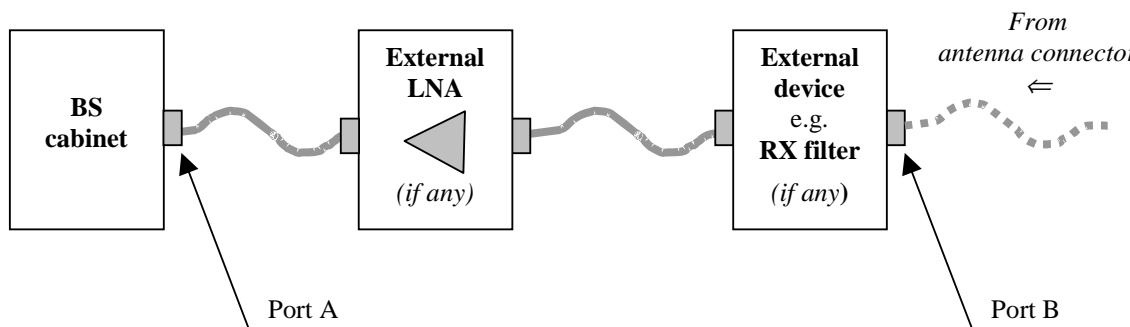 BS
cabinet
External
LNA
(if any)
External
device
e.g.
RX filter
(if any)
From
antenna connector
⇐
Port A
Port B